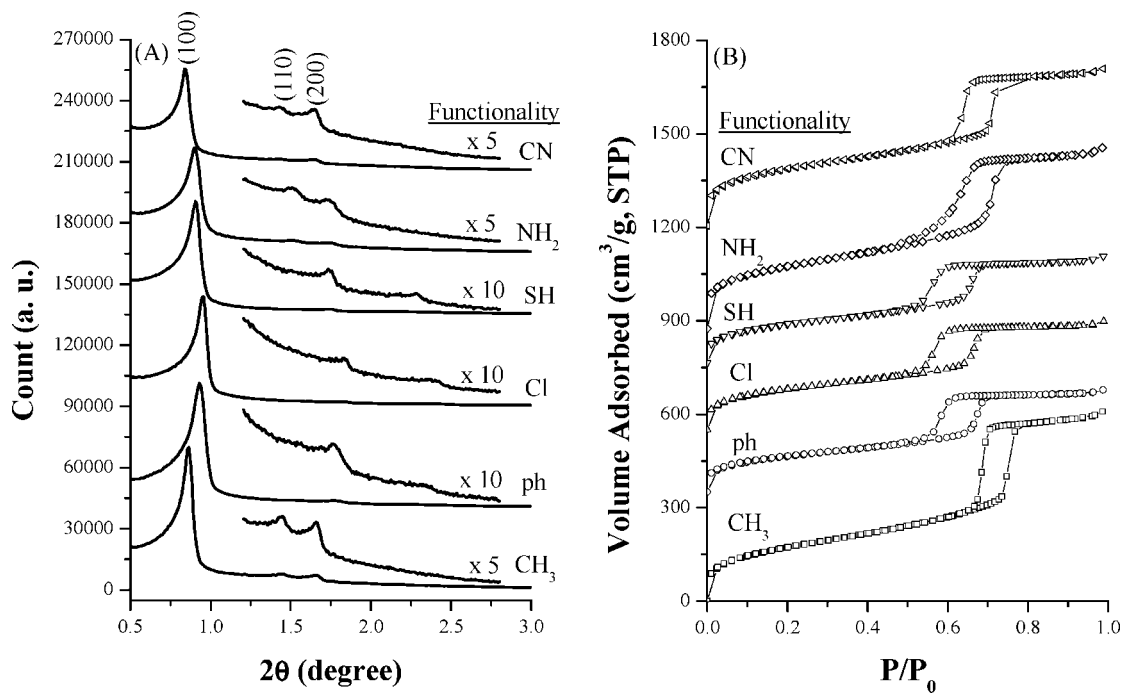 (A)
(100)
(110)
(200)
Functionality
x 5
CN
x 5
NH2
x 10
SH
x 10
Cl
x 10
ph
x 5
CH3
270000
240000
210000
180000
150000
120000
90000
60000
30000
0
Count (a. u.)
0.5 1.0 1.5 2.0 2.5 3.0
2θ (degree)
(B)
Functionality
CN
NH2
SH
Cl
ph
CH3
1800
1500
1200
900
600
300
0
Volume Adsorbed (cm3/g, STP)
0.0 0.2 0.4 0.6 0.8 1.0
P/P0